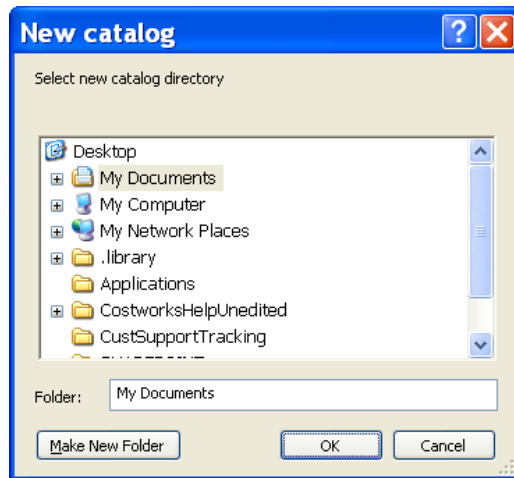 New catalog
Select new catalog directory
Desktop
My Documents
My Computer
My Network Places
.library
Applications
CostworksHelpUnedited
CustSupportTracking
Folder: My Documents
Make New Folder OK Cancel